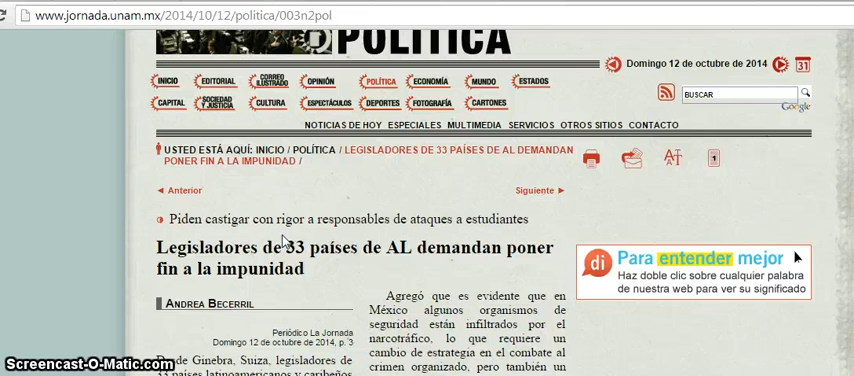 www.jornada.unam.mx/2014/10/12/politica/003n2pol
POLÍTICA
Domingo 12 de octubre de 2014
31
INICIO EDITORIAL CORREO ILUSTRADO OPINIÓN POLÍTICA ECONOMÍA MUNDO ESTADOS
CAPITAL SOCIEDAD Y JUSTICIA CULTURA ESPECTÁCULOS DEPORTES FOTOGRAFÍA CARTONES
BUSCAR
Google
NOTICIAS DE HOY ESPECIALES MULTIMEDIA SERVICIOS OTROS SITIOS CONTACTO
USTED ESTÁ AQUÍ: INICIO / POLÍTICA / LEGISLADORES DE 33 PAÍSES DE AL DEMANDAN
PONER FIN A LA IMPUNIDAD /
Anterior
Siguiente
Piden castigar con rigor a responsables de ataques a estudiantes
Legisladores de 33 países de AL demandan poner
fin a la impunidad
ANDREA BECERRIL
Periódico La Jornada
Domingo 12 de octubre de 2014, p. 3
Desde Ginebra, Suiza, legisladores de
33 países latinoamericanos y caribeños
Agregó que es evidente que en
México algunos organismos de
seguridad están infiltrados por el
narcotráfico, lo que requiere un
cambio de estrategia en el combate al
crimen organizado, pero también un
di
Para entender mejor
Haz doble clic sobre cualquier palabra
de nuestra web para ver su significado
Screencast-O-Matic.com